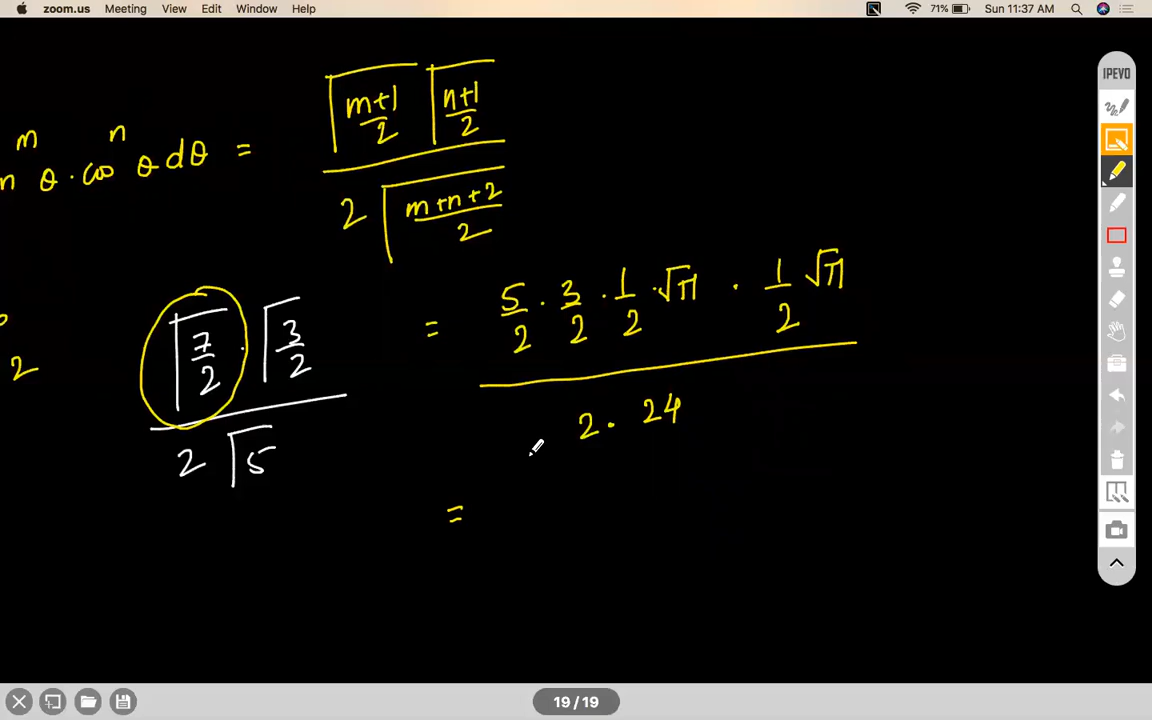 zoom.us Meeting View Edit Window Help 71% Sun 11:37 AM
IPEVO
n^m θ · cos^n θ dθ = Γ(m+1)/2 Γ(n+1)/2
2 Γ(m+n+2)/2
Γ7/2 · Γ3/2 = 5/2 · 3/2 · 1/2 · √π · 1/2 √π
2
2 Γ5
2 · 24
=
19 / 19